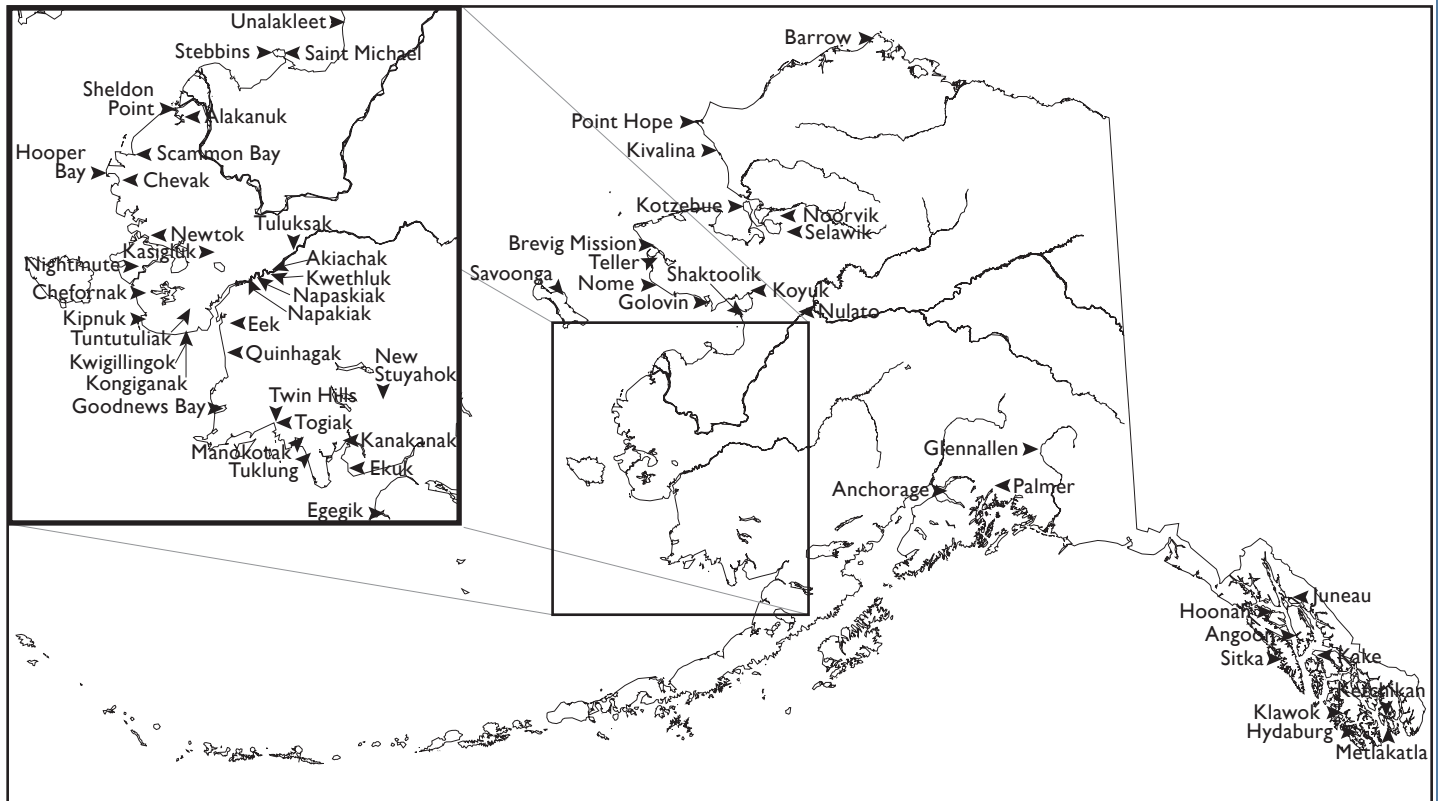 Unalakleet
Stebbins
Saint Michael
Sheldon
Point
Alakanuk
Scammon Bay
Hooper
Bay
Chevak
Tuluksak
Newtok
Kasigluk
Nightmute
Akiachak
Kwethluk
Chefornak
Napaskiak
Napakiak
Kipnuk
Eek
Tuntutuliak
Quinhagak
Kwigillingok
Kongiganak
New
Stuyahok
Goodnews Bay
Twin Hills
Togiak
Kanakanak
Manokotak
Tuklung
Ekuk
Egegik
Barrow
Point Hope
Kivalina
Kotzebue
Noorvik
Selawik
Brevig Mission
Teller
Shaktoolik
Savoonga
Nome
Koyuk
Golovin
Nulato
Glennallen
Anchorage
Palmer
Juneau
Hoonah
Angoon
Sitka
Kake
Ketchikan
Klawok
Hydaburg
Metlakatla